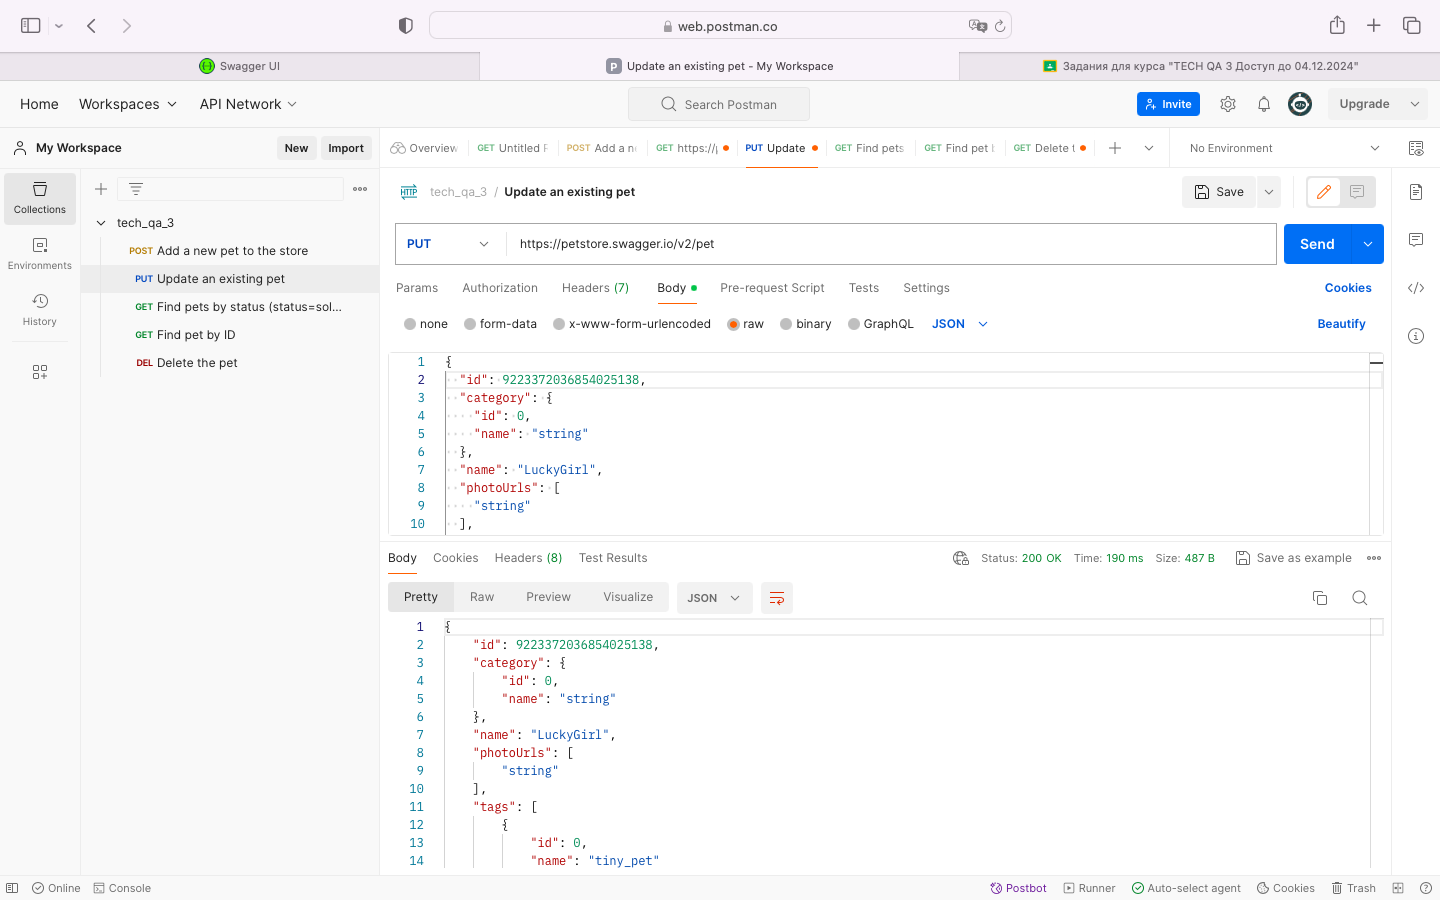 web.postman.co
Swagger UI
Update an existing pet - My Workspace
Задания для курса "TECH QA 3 Доступ до 04.12.2024"
Home
Workspaces
API Network
Search Postman
Invite
Upgrade
My Workspace
New
Import
Overview
GET Untitled
POST Add a n
GET https://
PUT Update
GET Find pets
GET Find pet
GET Delete
No Environment
Collections
Environments
History
tech_qa_3
POST Add a new pet to the store
PUT Update an existing pet
GET Find pets by status (status=sol...
GET Find pet by ID
DEL Delete the pet
HTTP tech_qa_3 / Update an existing pet
Save
PUT
https://petstore.swagger.io/v2/pet
Send
Params
Authorization
Headers (7)
Body
Pre-request Script
Tests
Settings
Cookies
none
form-data
x-www-form-urlencoded
raw
binary
GraphQL
JSON
Beautify
1 {
2 "id": 9223372036854025138,
3 "category": {
4 "id": 0,
5 "name": "string"
6 },
7 "name": "LuckyGirl",
8 "photoUrls": [
9 "string"
10 ],
Body
Cookies
Headers (8)
Test Results
Status: 200 OK
Time: 190 ms
Size: 487 B
Save as example
Pretty
Raw
Preview
Visualize
JSON
1 {
2 "id": 9223372036854025138,
3 "category": {
4 "id": 0,
5 "name": "string"
6 },
7 "name": "LuckyGirl",
8 "photoUrls": [
9 "string"
10 ],
11 "tags": [
12 {
13 "id": 0,
14 "name": "tiny_pet"
Online
Console
Postbot
Runner
Auto-select agent
Cookies
Trash